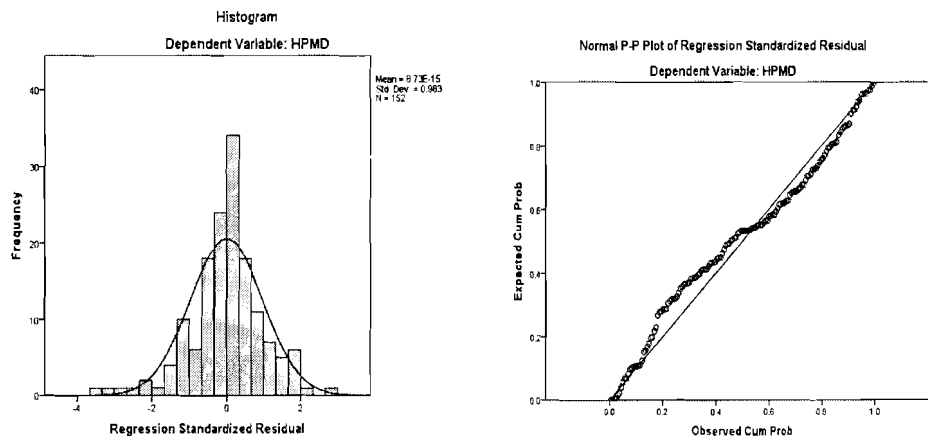 Histogram
Dependent Variable: HPMD
Mean = 8.73E-15
Std. Dev. = 0.983
N = 152
40
30
20
10
0
Frequency
-4
-2
0
2
Regression Standardized Residual
Normal P-P Plot of Regression Standardized Residual
Dependent Variable: HPMD
1.0
0.8
0.6
0.4
0.2
0.0
Expected Cum Prob
0.0
0.2
0.4
0.6
0.8
1.0
Observed Cum Prob